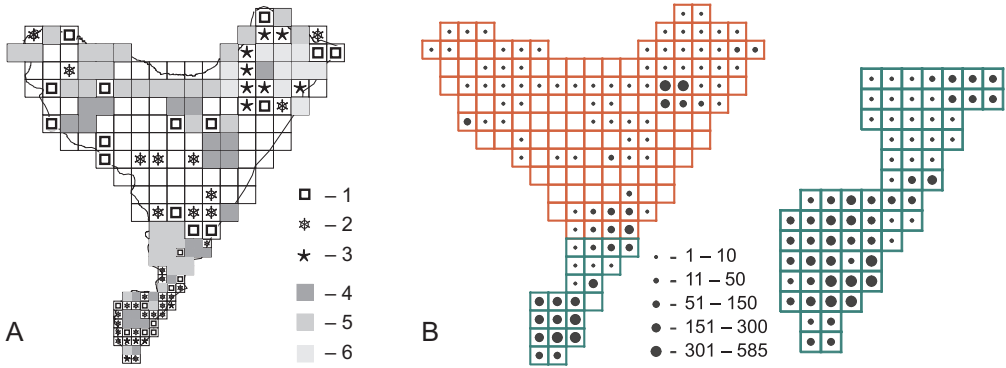 A
– 1
– 2
– 3
– 4
– 5
– 6
B
- 1 – 10
- 11 – 50
- 51 – 150
- 151 – 300
- 301 – 585